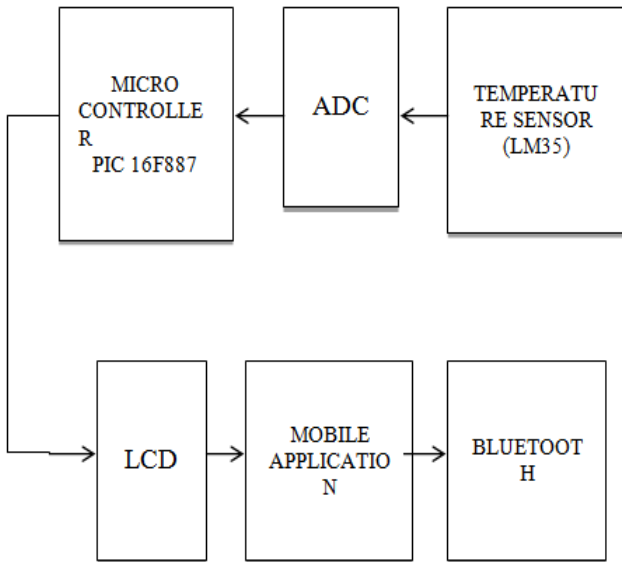 MICRO
CONTROLLE
R
PIC 16F887
ADC
TEMPERATU
RE SENSOR
(LM35)
LCD
MOBILE
APPLICATIO
N
BLUETOOT
H